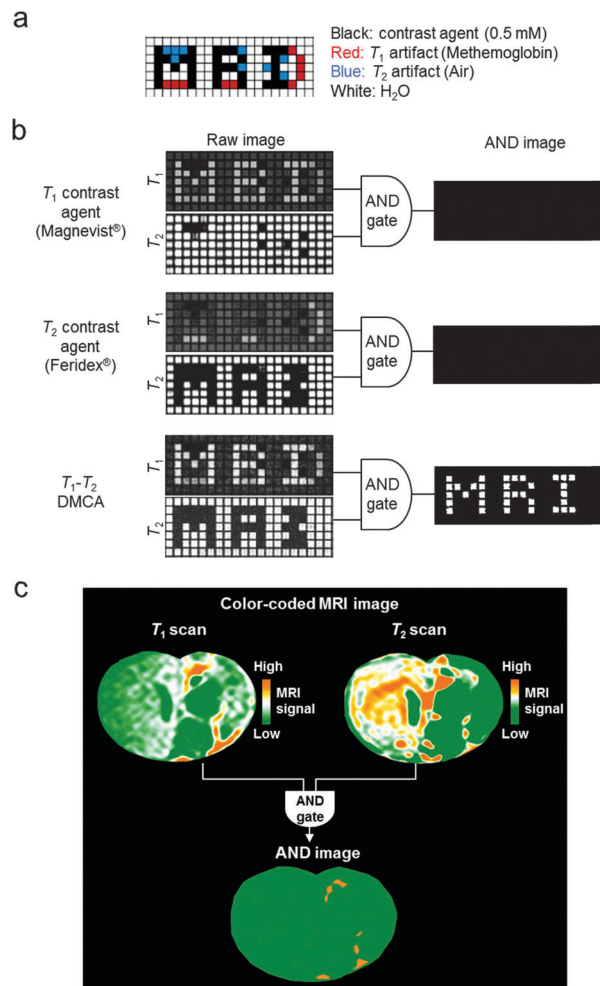 a
MRI
Black: contrast agent (0.5 mM)
Red: T₁ artifact (Methemoglobin)
Blue: T₂ artifact (Air)
White: H₂O
b
Raw image
AND image
T₁ contrast
agent
(Magnevist®)
T₁
T₂
AND
gate
T₂ contrast
agent
(Feridex®)
T₁
T₂
AND
gate
T₁-T₂
DMCA
T₁
T₂
AND
gate
MRI
c
Color-coded MRI image
T₁ scan
T₂ scan
High
MRI
signal
Low
High
MRI
signal
Low
AND
gate
AND image